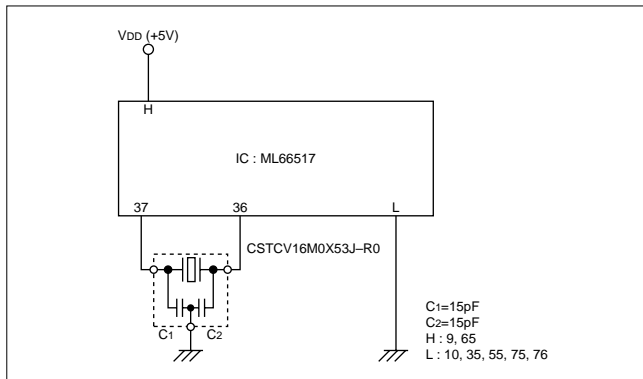 VDD (+5V)
H
IC : ML66517
37 36 L
CSTCV16M0X53J–R0
C1 C2
C1=15pF
C2=15pF
H : 9, 65
L : 10, 35, 55, 75, 76